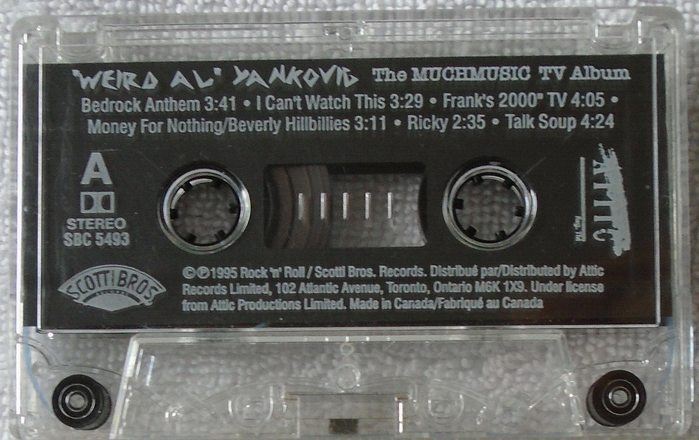 "WEIRD AL" YANKOVIC The MUCHMUSIC TV Album
Bedrock Anthem 3:41 • I Can't Watch This 3:29 • Frank's 2000" TV 4:05 •
Money For Nothing/Beverly Hillbillies 3:11 • Ricky 2:35 • Talk Soup 4:24
A
STEREO
SBC 5493
ATTIC
SCOTTI BROS.
RECORDS
©℗1995 Rock 'n' Roll / Scotti Bros. Records. Distribué par/Distributed by Attic
Records Limited, 102 Atlantic Avenue, Toronto, Ontario M6K 1X9. Under license
from Attic Productions Limited. Made in Canada/Fabriqué au Canada